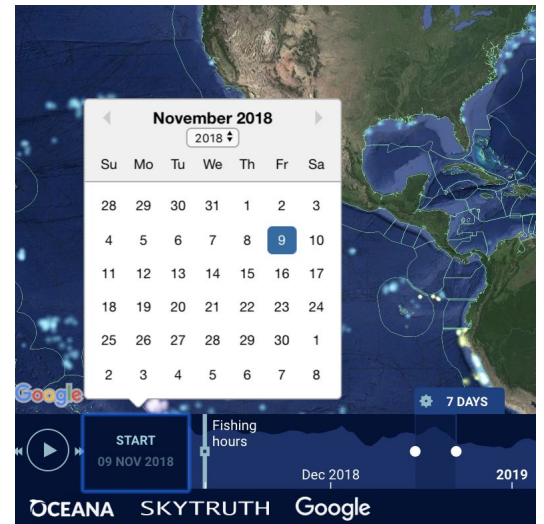 November 2018
2018
Su Mo Tu We Th Fr Sa
28 29 30 31 1 2 3
4 5 6 7 8 9 10
11 12 13 14 15 16 17
18 19 20 21 22 23 24
25 26 27 28 29 30 1
2 3 4 5 6 7 8
Google
7 DAYS
START
09 NOV 2018
Fishing
hours
Dec 2018
2019
OCEANA SKYTRUTH Google